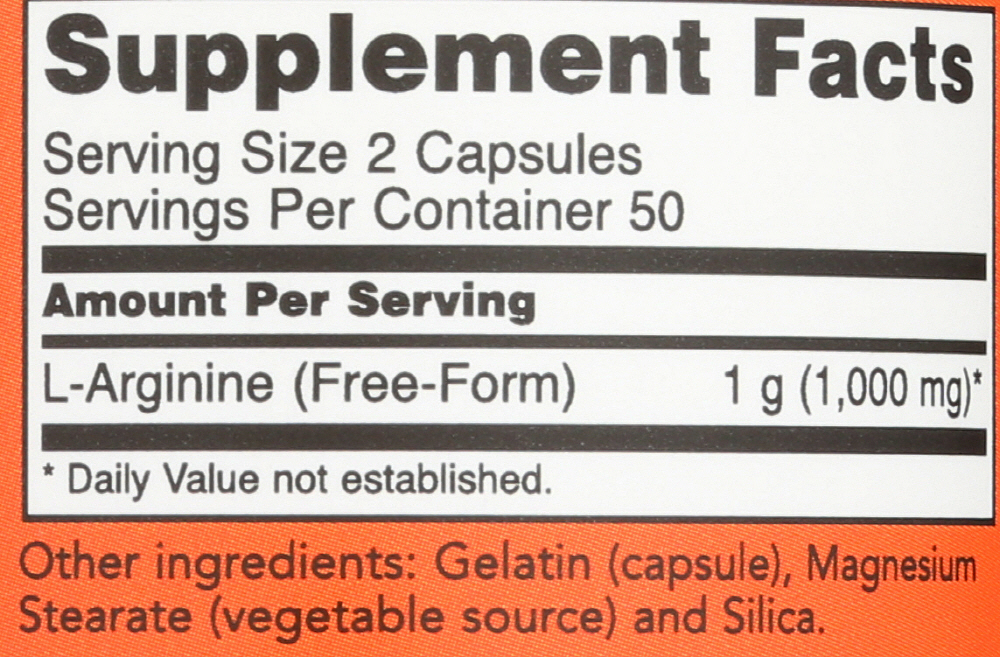 Supplement Facts
Serving Size 2 Capsules
Servings Per Container 50
Amount Per Serving
L-Arginine (Free-Form) 1 g (1,000 mg)*
* Daily Value not established.
Other ingredients: Gelatin (capsule), Magnesium
Stearate (vegetable source) and Silica.